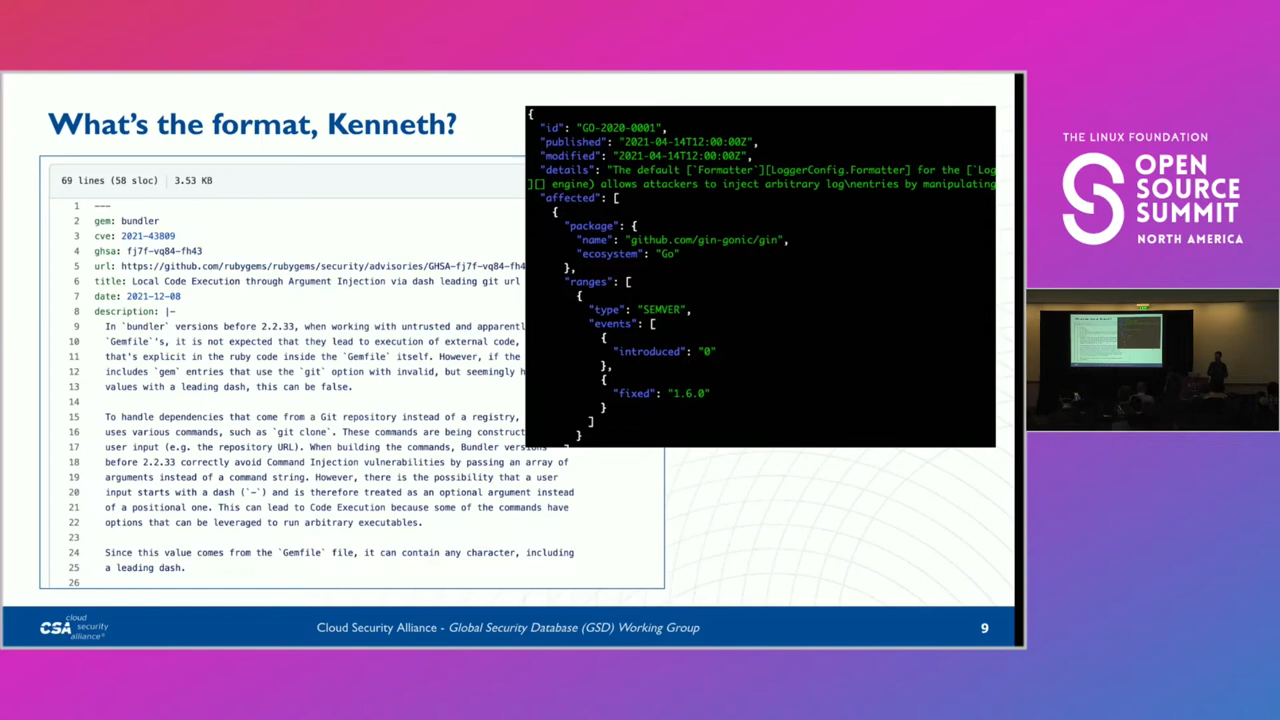 What's the format, Kenneth?
69 lines (58 sloc) 3.53 KB
1 ---
2 gem: bundler
3 cve: 2021-43809
4 ghsa: fj7f-vq84-fh43
5 url: https://github.com/rubygems/rubygems/security/advisories/GHSA-fj7f-vq84-fh4
6 title: Local Code Execution through Argument Injection via dash leading git url
7 date: 2021-12-08
8 description: |-
9 In `bundler` versions before 2.2.33, when working with untrusted and apparent
10 `Gemfile`'s, it is not expected that they lead to execution of external code,
11 that's explicit in the ruby code inside the `Gemfile` itself. However, if the
12 includes `gem` entries that use the `git` option with invalid, but seemingly
13 values with a leading dash, this can be false.
14
15 To handle dependencies that come from a Git repository instead of a registry,
16 uses various commands, such as `git clone`. These commands are being construct
17 user input (e.g. the repository URL). When building the commands, Bundler versi
18 before 2.2.33 correctly avoid Command Injection vulnerabilities by passing an array of
19 arguments instead of a command string. However, there is the possibility that a user
20 input starts with a dash (`-`) and is therefore treated as an optional argument instead
21 of a positional one. This can lead to Code Execution because some of the commands have
22 options that can be leveraged to run arbitrary executables.
23
24 Since this value comes from the `Gemfile` file, it can contain any character, including
25 a leading dash.
26
{
"id": "GO-2020-0001",
"published": "2021-04-14T12:00:00Z",
"modified": "2021-04-14T12:00:00Z",
"details": "The default [`Formatter`][LoggerConfig.Formatter] for the [`Log
][] engine) allows attackers to inject arbitrary log\nentries by manipulating
"affected": [
{
"package": {
"name": "github.com/gin-gonic/gin",
"ecosystem": "Go"
},
"ranges": [
{
"type": "SEMVER",
"events": [
{
"introduced": "0"
},
{
"fixed": "1.6.0"
}
]
}
CSA cloud security alliance®
Cloud Security Alliance - Global Security Database (GSD) Working Group
9
THE LINUX FOUNDATION
OPEN
SOURCE
SUMMIT
NORTH AMERICA